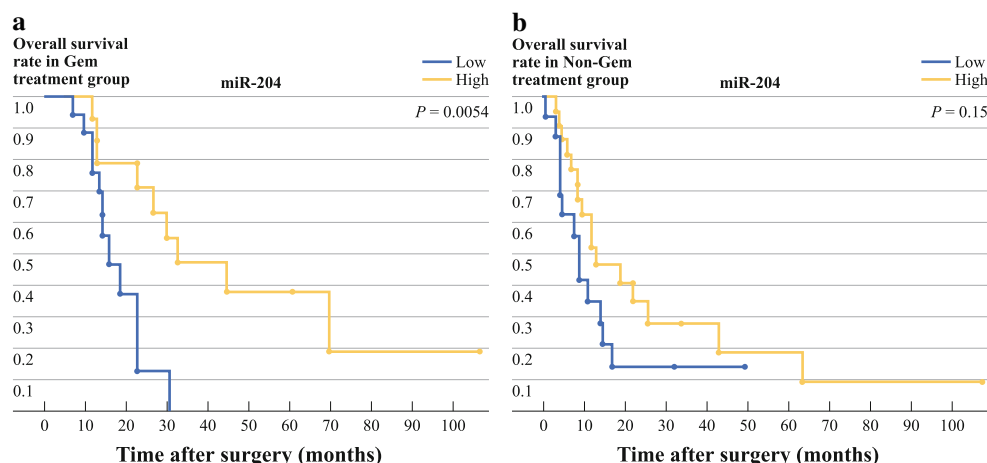 a
Overall survival
rate in Gem
treatment group
miR-204
Low
High
P = 0.0054
1.0
0.9
0.8
0.7
0.6
0.5
0.4
0.3
0.2
0.1
0 10 20 30 40 50 60 70 80 90 100
Time after surgery (months)
b
Overall survival
rate in Non-Gem
treatment group
miR-204
Low
High
P = 0.15
1.0
0.9
0.8
0.7
0.6
0.5
0.4
0.3
0.2
0.1
0 10 20 30 40 50 60 70 80 90 100
Time after surgery (months)